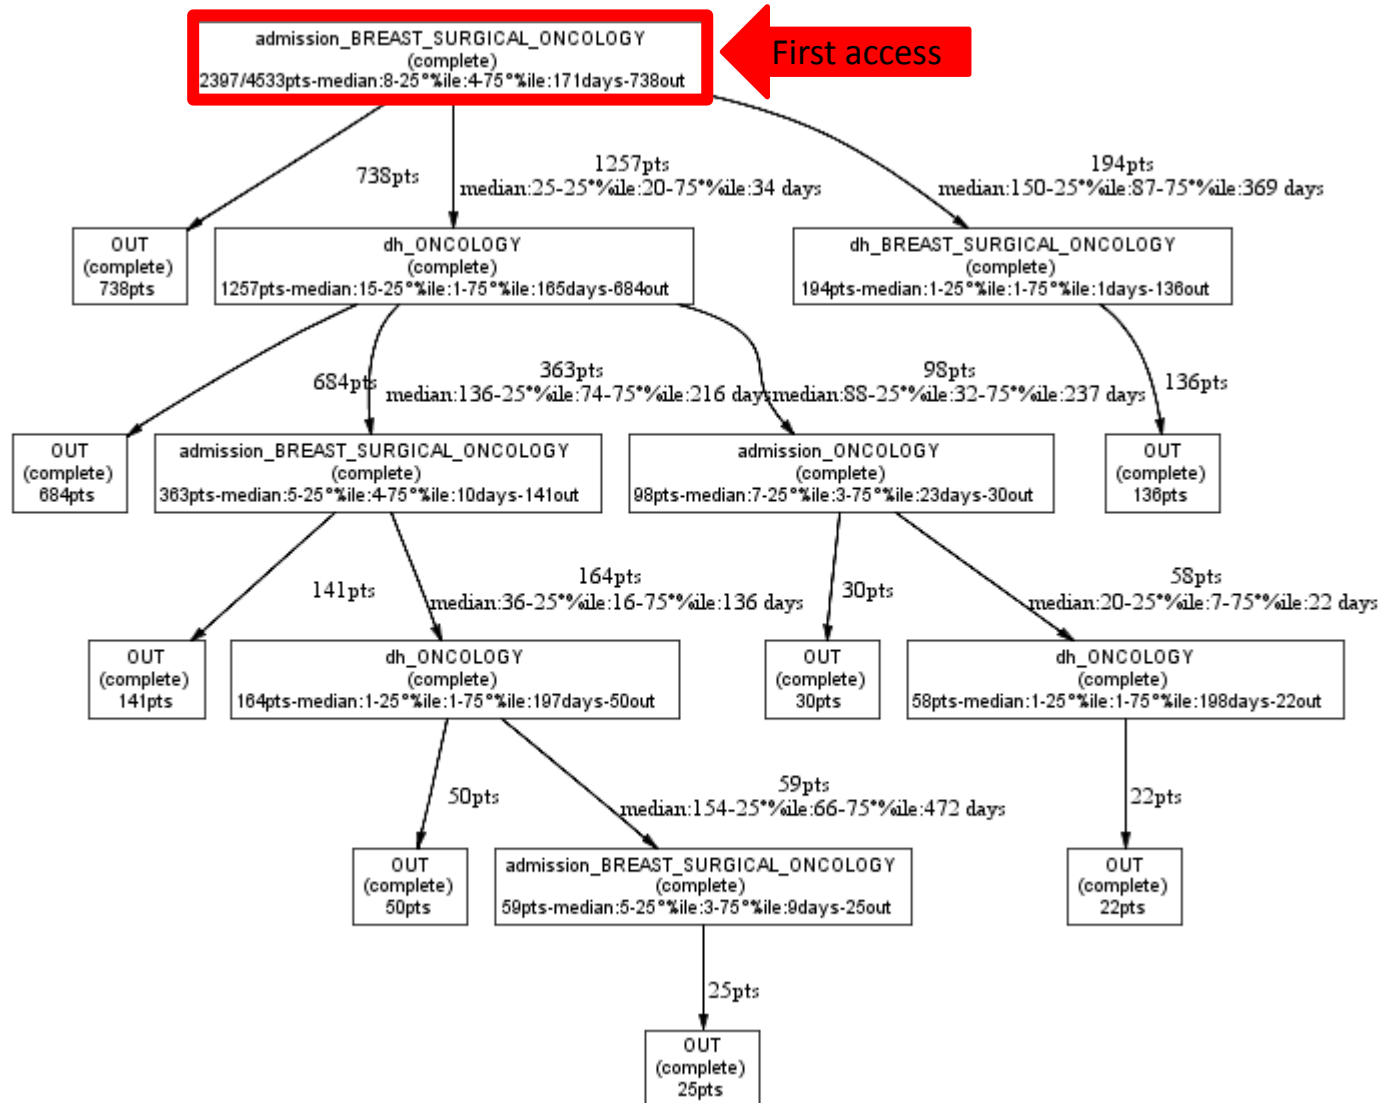 admission_BREAST_SURGICAL_ONCOLOGY
(complete)
2397/4533pts-median:8-25°%ile:4-75°%ile:171days-738out
First access
738pts
1257pts
median:25-25°%ile:20-75°%ile:34 days
194pts
median:150-25°%ile:87-75°%ile:369 days
OUT
(complete)
738pts
dh_ONCOLOGY
(complete)
1257pts-median:15-25°%ile:1-75°%ile:165days-684out
dh_BREAST_SURGICAL_ONCOLOGY
(complete)
194pts-median:1-25°%ile:1-75°%ile:1days-136out
684pts
363pts
median:136-25°%ile:74-75°%ile:216 days
98pts
median:88-25°%ile:32-75°%ile:237 days
136pts
OUT
(complete)
684pts
admission_BREAST_SURGICAL_ONCOLOGY
(complete)
363pts-median:5-25°%ile:4-75°%ile:10days-141out
admission_ONCOLOGY
(complete)
98pts-median:7-25°%ile:3-75°%ile:23days-30out
OUT
(complete)
136pts
141pts
164pts
median:36-25°%ile:16-75°%ile:136 days
30pts
58pts
median:20-25°%ile:7-75°%ile:22 days
OUT
(complete)
141pts
dh_ONCOLOGY
(complete)
164pts-median:1-25°%ile:1-75°%ile:197days-50out
OUT
(complete)
30pts
dh_ONCOLOGY
(complete)
58pts-median:1-25°%ile:1-75°%ile:198days-22out
50pts
59pts
median:154-25°%ile:66-75°%ile:472 days
22pts
OUT
(complete)
50pts
admission_BREAST_SURGICAL_ONCOLOGY
(complete)
59pts-median:5-25°%ile:3-75°%ile:9days-25out
OUT
(complete)
22pts
25pts
OUT
(complete)
25pts